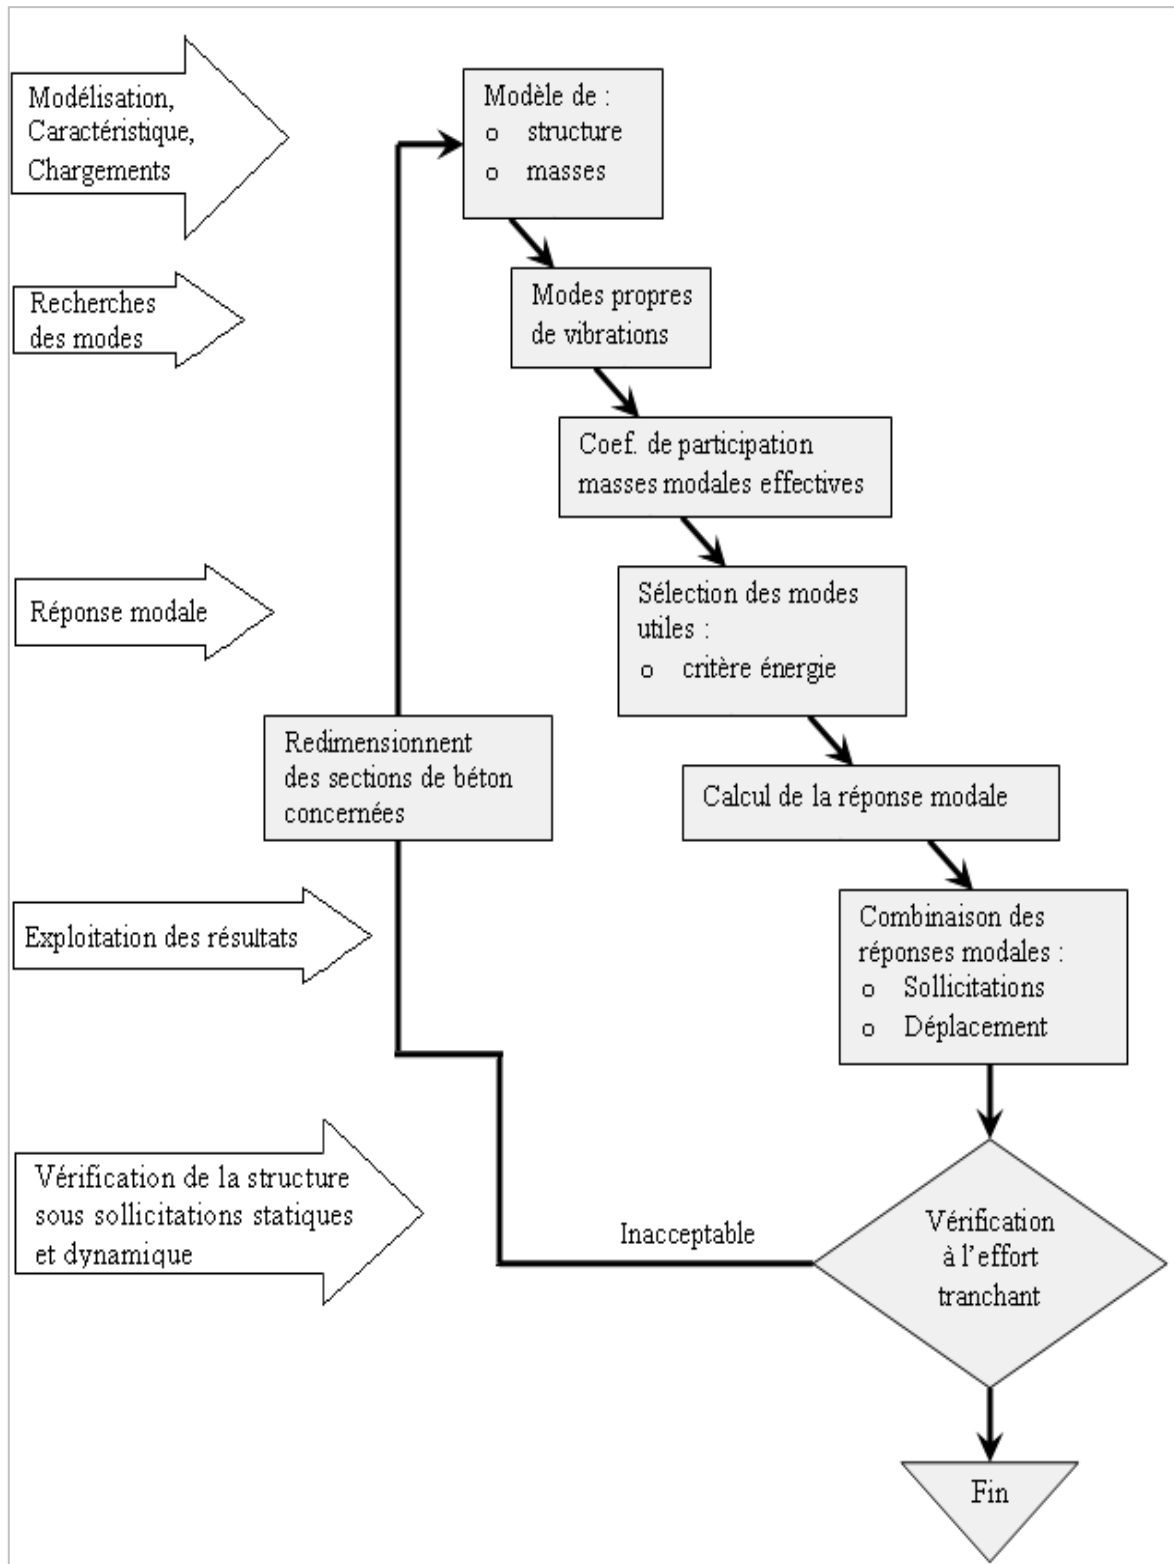 Modélisation,
Caractéristique,
Chargements
Modèle de :
o structure
o masses
Recherches
des modes
Modes propres
de vibrations
Coef. de participation
masses modales effectives
Réponse modale
Sélection des modes
utiles :
o critère énergie
Redimensionnent
des sections de béton
concernées
Calcul de la réponse modale
Exploitation des résultats
Combinaison des
réponses modales :
o Sollicitations
o Déplacement
Vérification de la structure
sous sollicitations statiques
et dynamique
Inacceptable
Vérification
à l'effort
tranchant
Fin